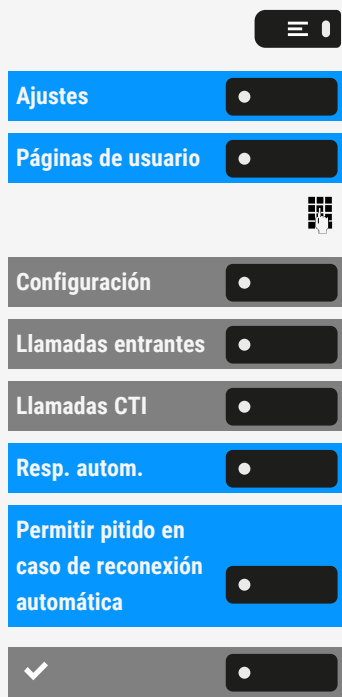 Ajustes
Páginas de usuario
Configuración
Llamadas entrantes
Llamadas CTI
Resp. autom.
Permitir pitido en
caso de reconexión
automática